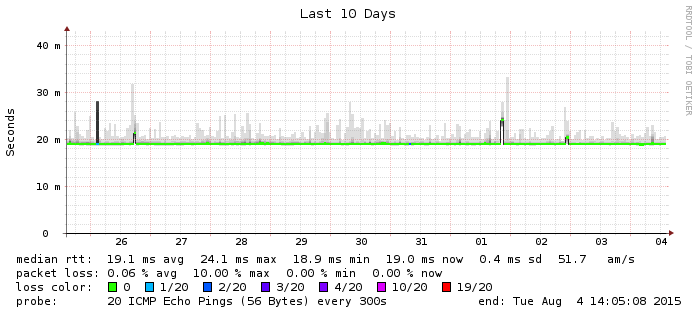 Last 10 Days
RRDTOOL / TOBI OETIKER
Seconds
40 m
30 m
20 m
10 m
0
26 27 28 29 30 31 01 02 03 04
median rtt: 19.1 ms avg 24.1 ms max 18.9 ms min 19.0 ms now 0.4 ms sd 51.7 am/s
packet loss: 0.06 % avg 10.00 % max 0.00 % min 0.00 % now
loss color: 0 1/20 2/20 3/20 4/20 10/20 19/20
probe: 20 ICMP Echo Pings (56 Bytes) every 300s end: Tue Aug 4 14:05:08 2015